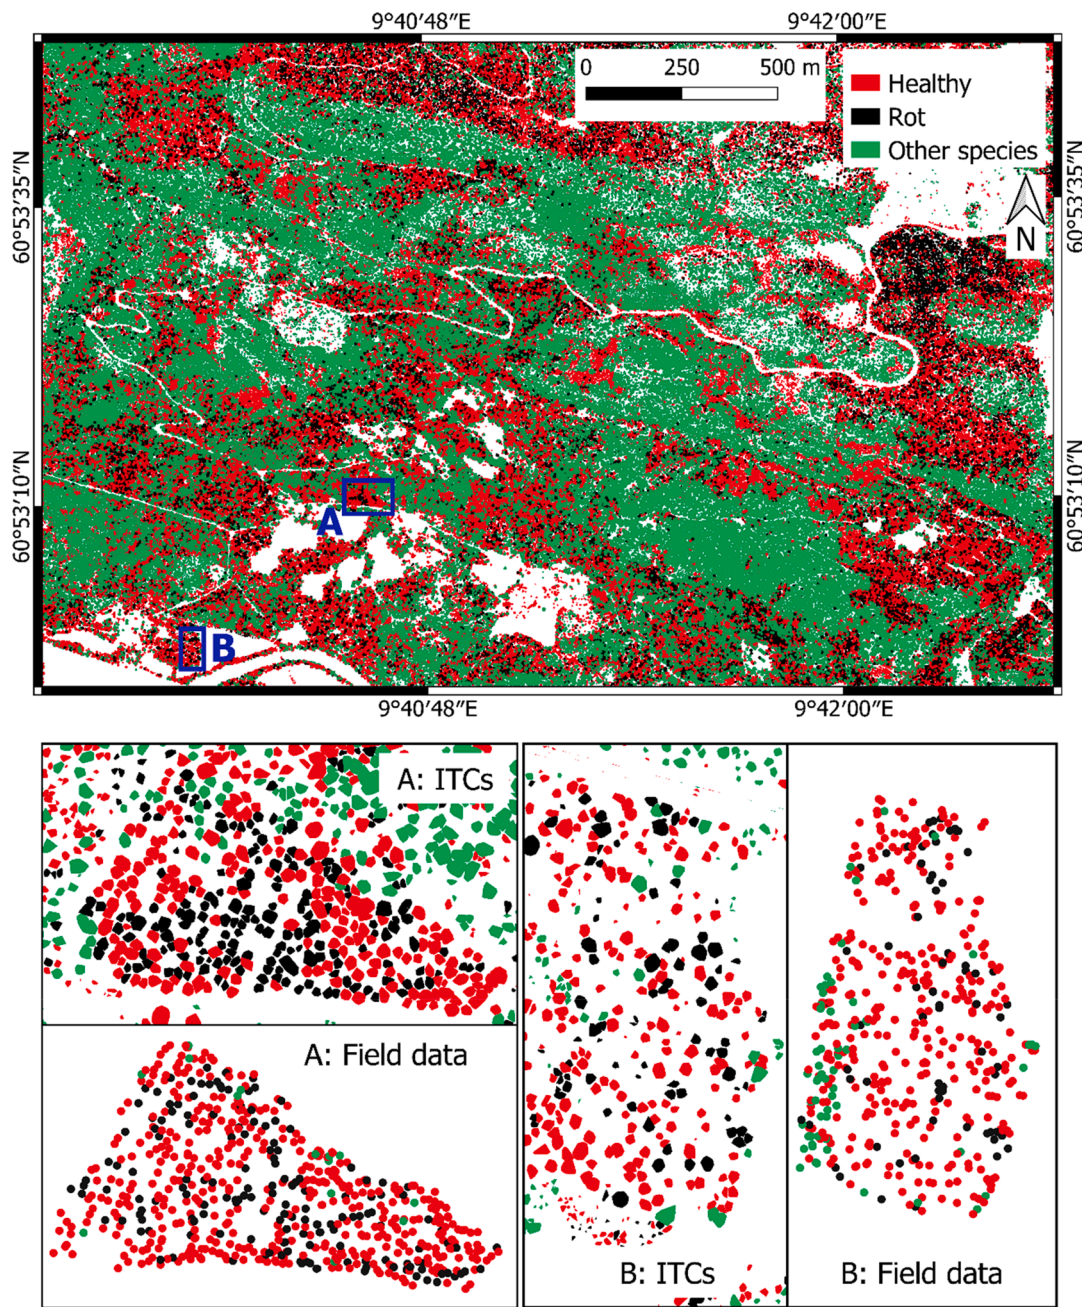 9°40′48″E
9°42′00″E
0 250 500 m
Healthy
Rot
Other species
60°53′35″N
60°53′35″N
N
60°53′10″N
60°53′10″N
A
B
9°40′48″E
9°42′00″E
A: ITCs
A: Field data
B: ITCs
B: Field data